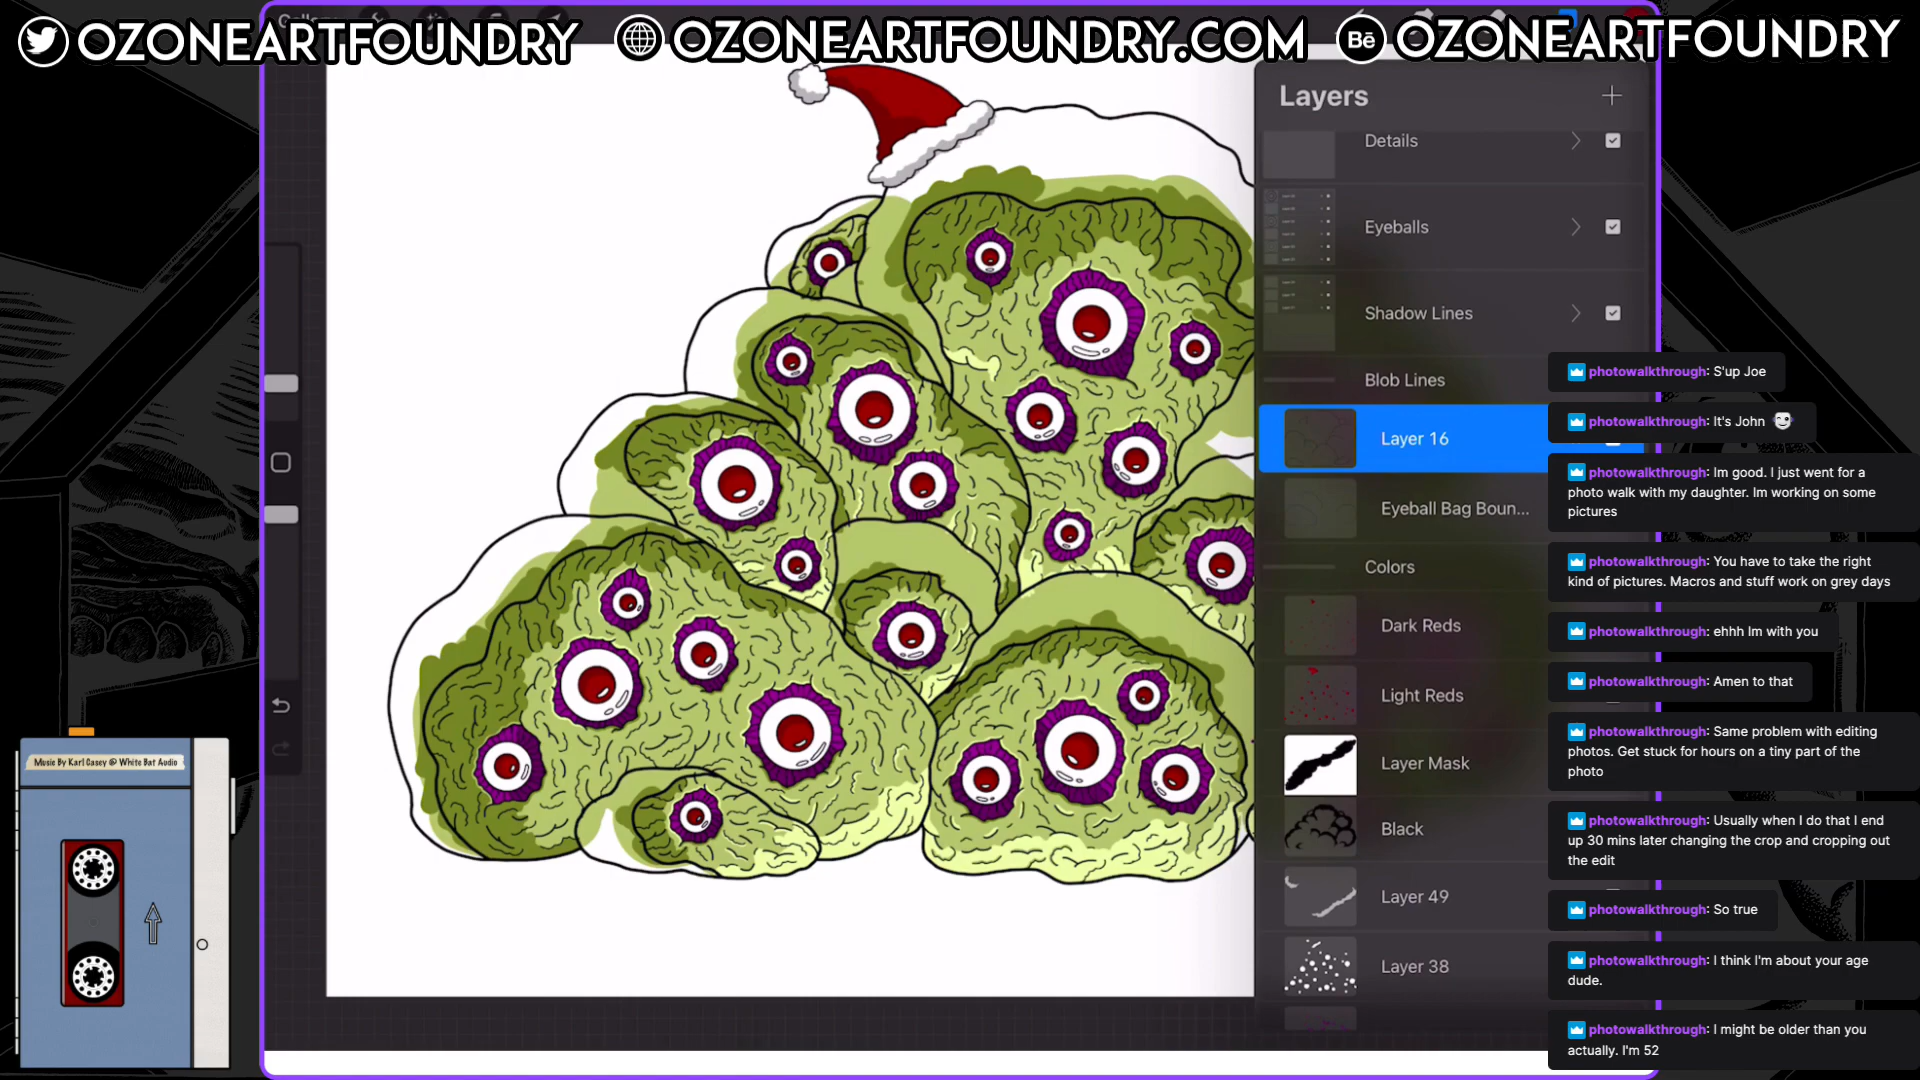 OZONEARTFOUNDRY
OZONEARTFOUNDRY.COM
Bē OZONEARTFOUNDRY
Layers
Details
Eyeballs
Shadow Lines
Blob Lines
Layer 16
Eyeball Bag Boun...
Colors
Dark Reds
Light Reds
Layer Mask
Black
Layer 49
Layer 38
photowalkthrough: S'up Joe
photowalkthrough: It's John
photowalkthrough: Im good. I just went for a
photo walk with my daughter. Im working on some
pictures
photowalkthrough: You have to take the right
kind of pictures. Macros and stuff work on grey days
photowalkthrough: ehhh Im with you
photowalkthrough: Amen to that
photowalkthrough: Same problem with editing
photos. Get stuck for hours on a tiny part of the
photo
photowalkthrough: Usually when I do that I end
up 30 mins later changing the crop and cropping out
the edit
photowalkthrough: So true
photowalkthrough: I think I'm about your age
dude.
photowalkthrough: I might be older than you
actually. I'm 52
Music By Karl Casey @ White Bat Audio